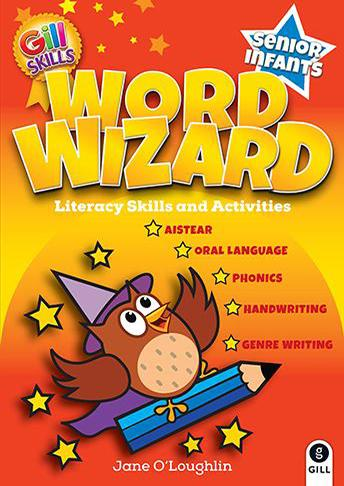 Gill
SKILLS
SENIOR
INFANTS
WORD
WIZARD
Literacy Skills and Activities
AISTEAR
ORAL LANGUAGE
PHONICS
HANDWRITING
GENRE WRITING
Jane O'Loughlin
g
GILL